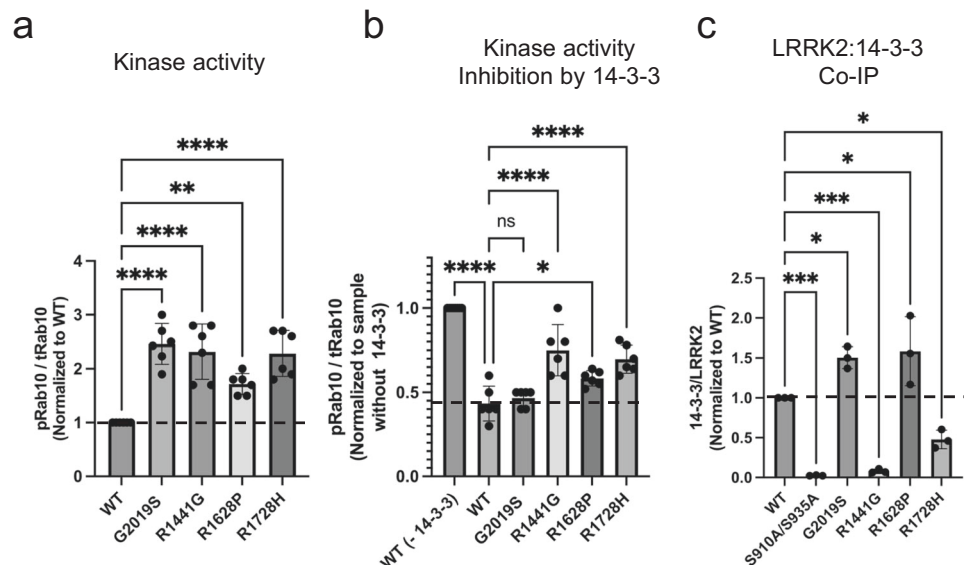 a
Kinase activity
****
**
****
****
4
3
2
1
0
pRab10 / tRab10
(Normalized to WT)
WT
G2019S
R1441G
R1628P
R1728H
b
Kinase activity
Inhibition by 14-3-3
****
****
ns
****
*
1.0
0.5
0.0
pRab10 / tRab10
(Normalized to sample
without 14-3-3)
WT (- 14-3-3)
WT
G2019S
R1441G
R1628P
R1728H
c
LRRK2:14-3-3
Co-IP
*
*
***
*
***
2.5
2.0
1.5
1.0
0.5
0.0
14-3-3/LRRK2
(Normalized to WT)
WT
S910A/S935A
G2019S
R1441G
R1628P
R1728H